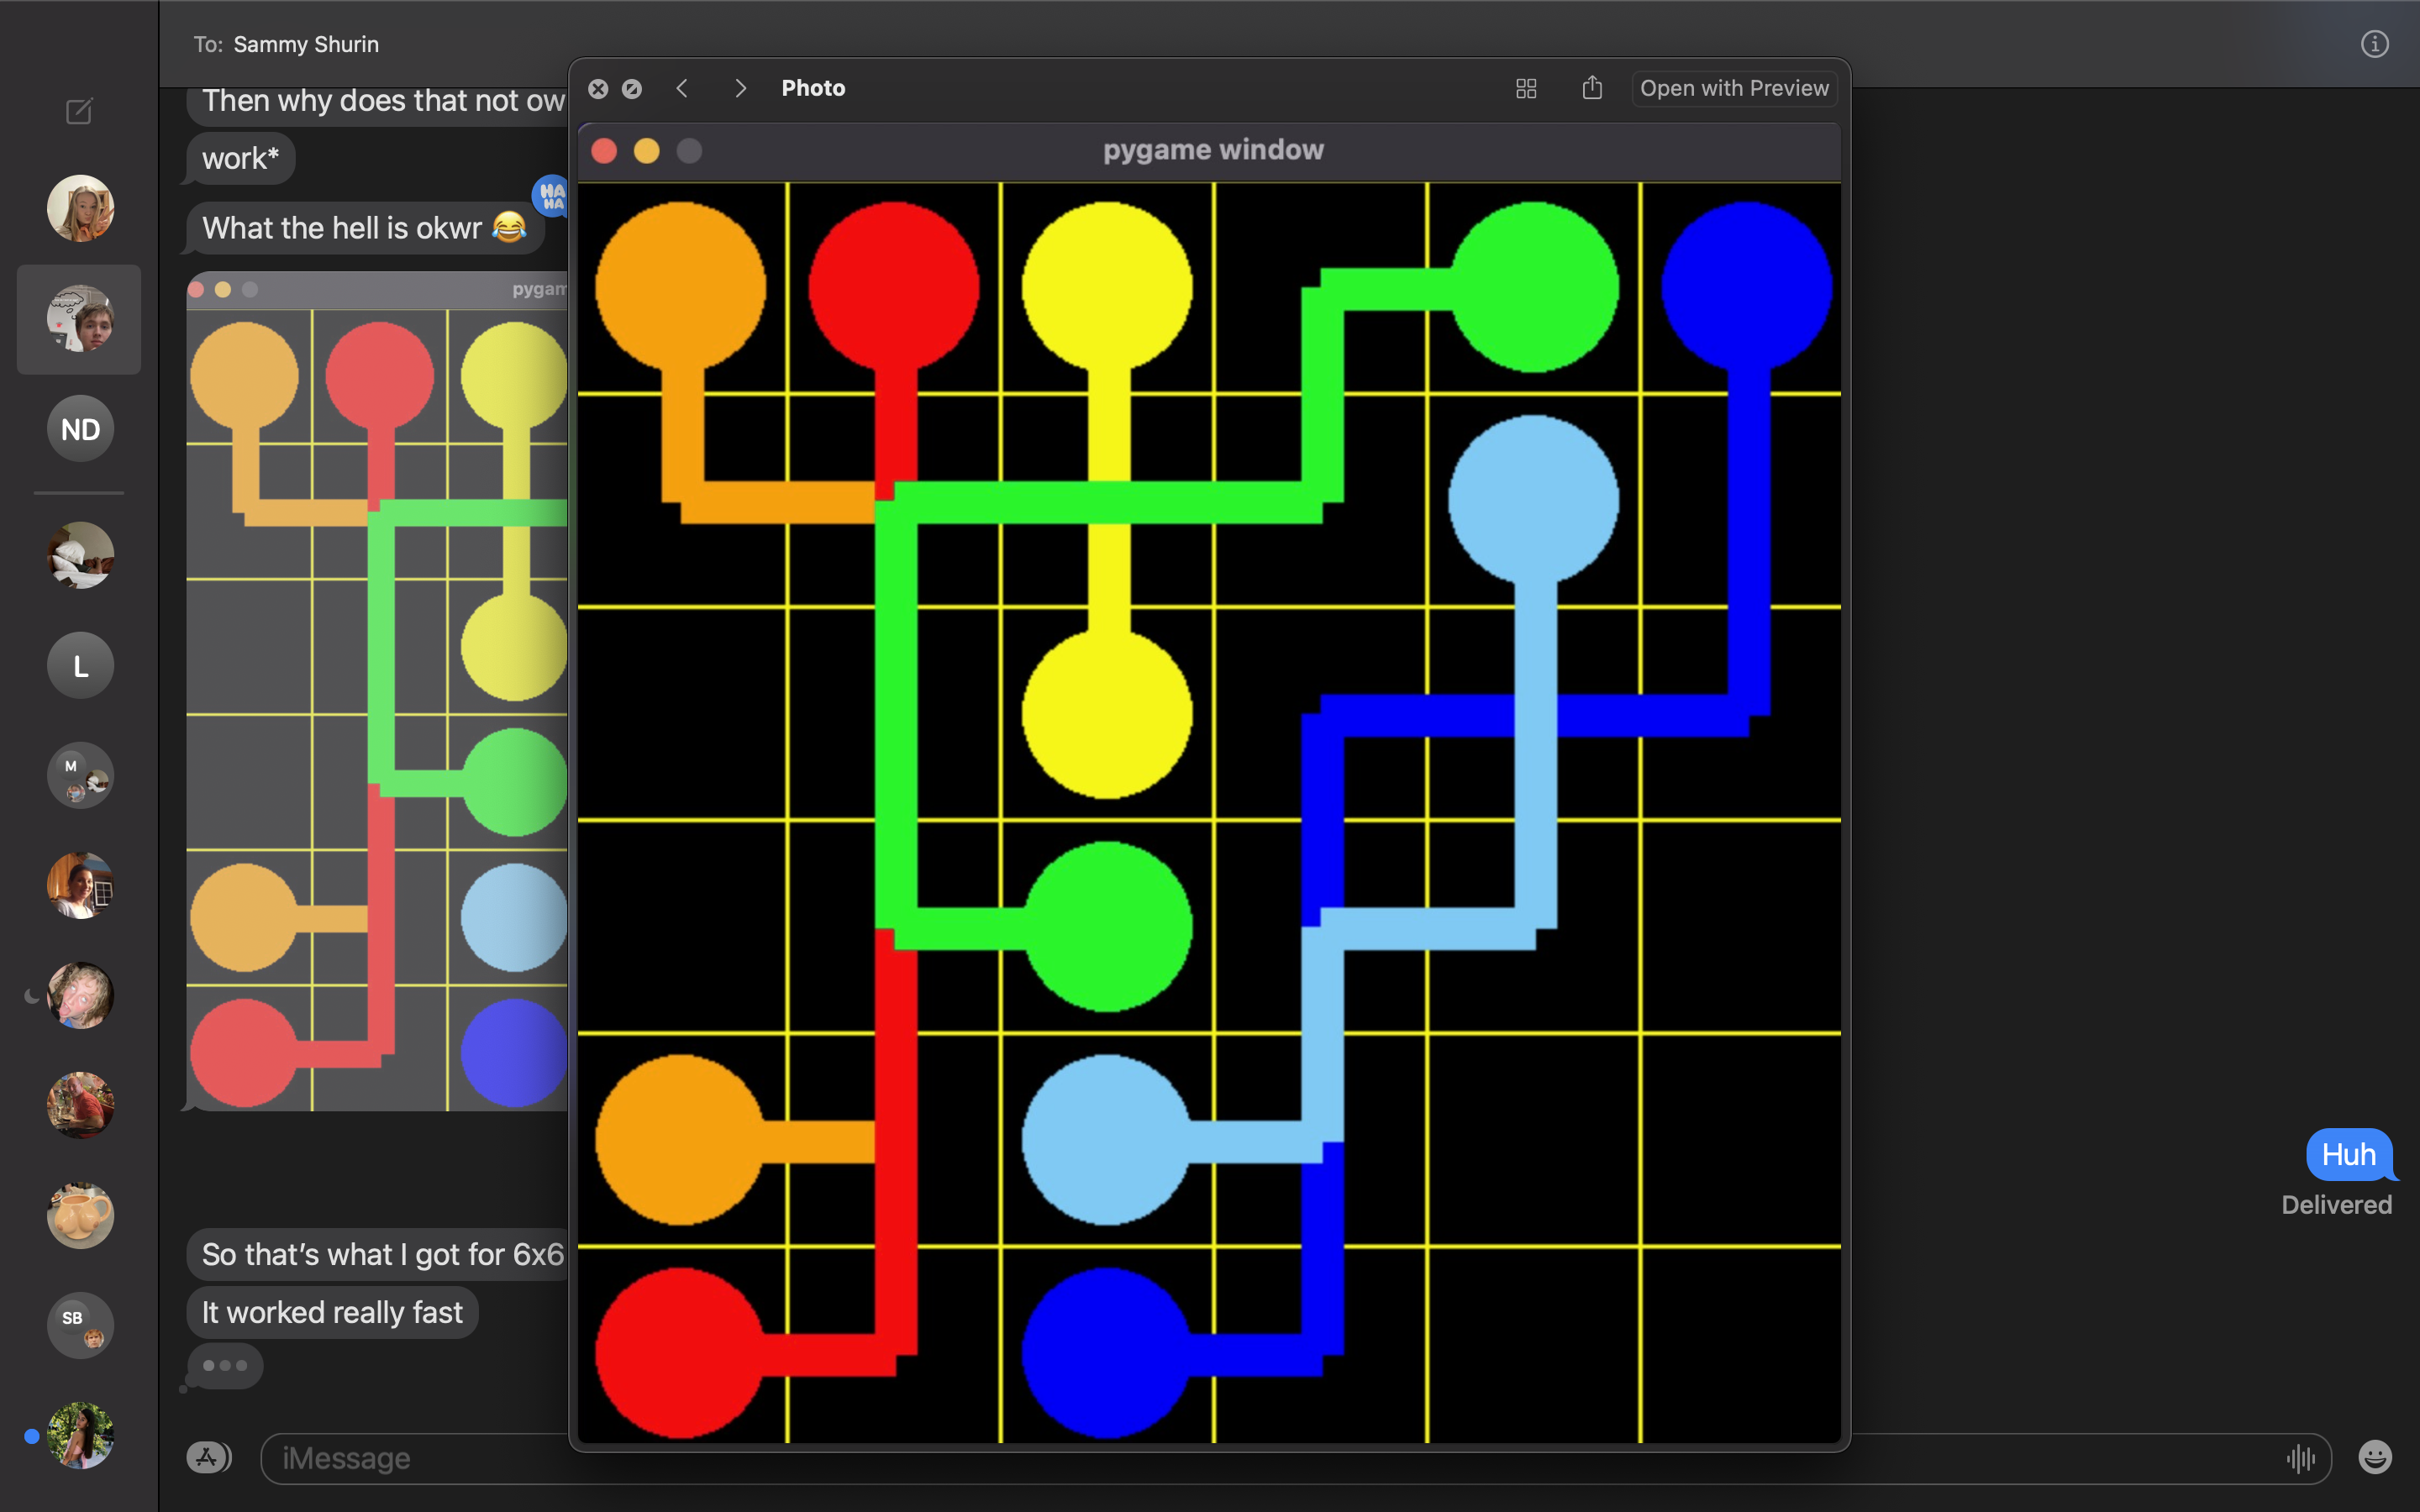 To: Sammy Shurin
Then why does that not ow
work*
HA HA
What the hell is okwr 😂
pygam
ND
L
M
SB
So that's what I got for 6x6
It worked really fast
iMessage
Photo
Open with Preview
pygame window
Huh
Delivered